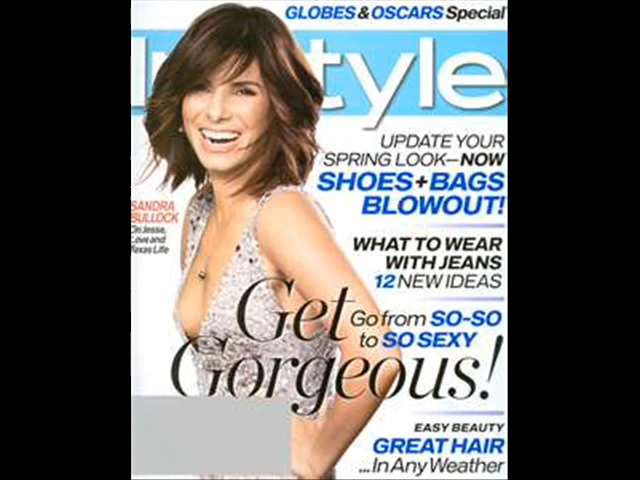 GLOBES & OSCARS Special
InStyle
UPDATE YOUR
SPRING LOOK—NOW
SHOES+BAGS
BLOWOUT!
SANDRA
BULLOCK
On Jesse,
Love and
Texas Life
WHAT TO WEAR
WITH JEANS
12 NEW IDEAS
Get
Go from SO-SO
to SO SEXY
Gorgeous!
EASY BEAUTY
GREAT HAIR
...In Any Weather